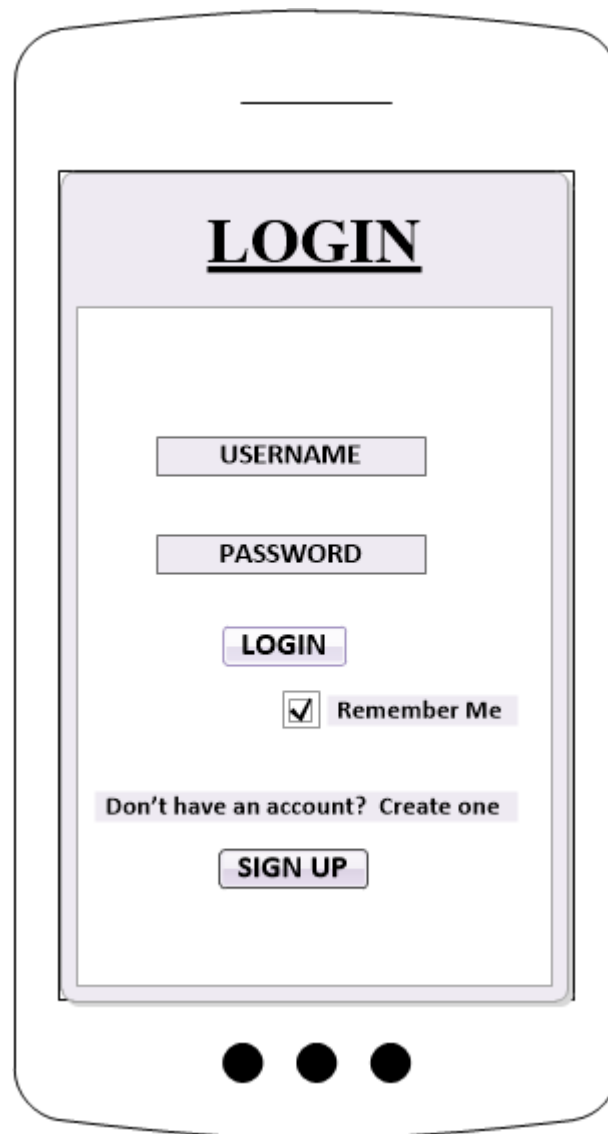 LOGIN
USERNAME
PASSWORD
LOGIN
Remember Me
Don't have an account? Create one
SIGN UP